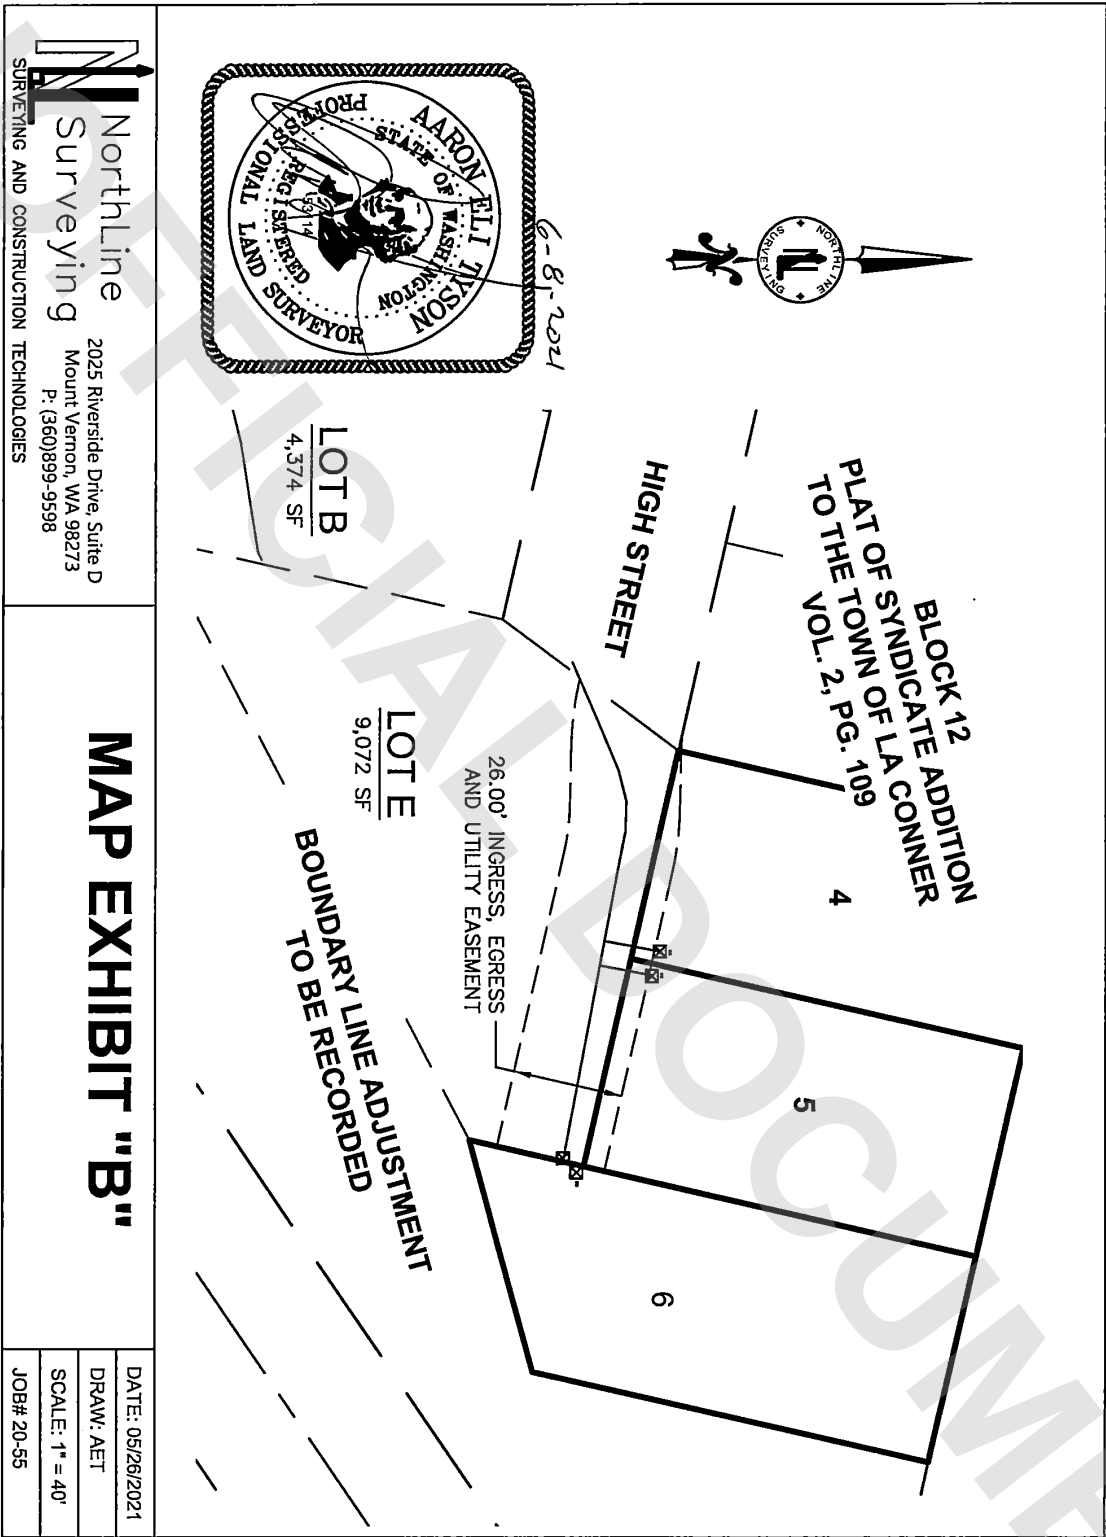 BLOCK 12
PLAT OF SYNDICATE ADDITION
TO THE TOWN OF LA CONNER
VOL. 2, PG. 109
4
5
6
HIGH STREET
26.00' INGRESS, EGRESS
AND UTILITY EASEMENT
LOT B
4,374 SF
LOT E
9,072 SF
BOUNDARY LINE ADJUSTMENT
TO BE RECORDED
NORTHLINE
SURVEYING
6-8-2021
AARON ELI TYSON
STATE OF WASHINGTON
REGISTERED
PROFESSIONAL LAND SURVEYOR
NorthLine
Surveying
SURVEYING AND CONSTRUCTION TECHNOLOGIES
2025 Riverside Drive, Suite D
Mount Vernon, WA 98273
P: (360)899-9598
MAP EXHIBIT "B"
DATE: 05/26/2021
DRAW: AET
SCALE: 1" = 40'
JOB# 20-55